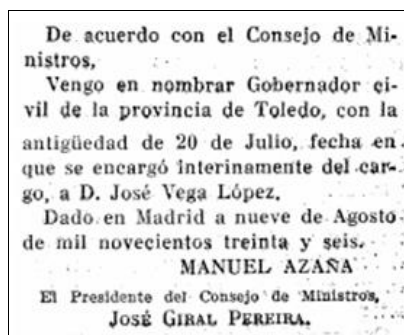 De acuerdo con el Consejo de Mi-
nistros,
Vengo en nombrar Gobernador ci-
vil de la provincia de Toledo, con la
antigüedad de 20 de Julio, fecha en
que se encargó interinamente del car-
go, a D. José Vega López.
Dado en Madrid a nueve de Agosto
de mil novecientos treinta y seis.
MANUEL AZAÑA
El Presidente del Consejo de Ministros,
JOSÉ GIRAL PEREIRA.